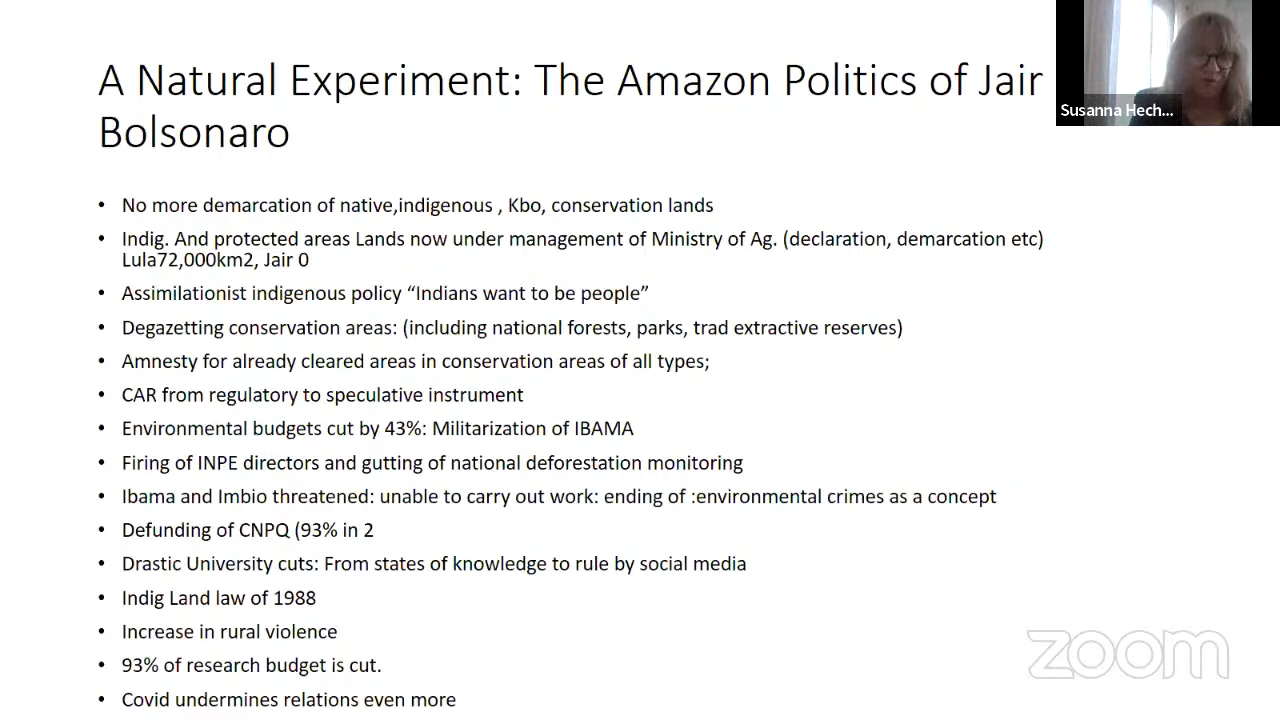 A Natural Experiment: The Amazon Politics of Jair
Bolsonaro
Susanna Hech...
• No more demarcation of native,indigenous , Kbo, conservation lands
• Indig. And protected areas Lands now under management of Ministry of Ag. (declaration, demarcation etc)
Lula72,000km2, Jair 0
• Assimilationist indigenous policy “Indians want to be people”
• Degazetting conservation areas: (including national forests, parks, trad extractive reserves)
• Amnesty for already cleared areas in conservation areas of all types;
• CAR from regulatory to speculative instrument
• Environmental budgets cut by 43%: Militarization of IBAMA
• Firing of INPE directors and gutting of national deforestation monitoring
• Ibama and Imbio threatened: unable to carry out work: ending of :environmental crimes as a concept
• Defunding of CNPQ (93% in 2
• Drastic University cuts: From states of knowledge to rule by social media
• Indig Land law of 1988
• Increase in rural violence
• 93% of research budget is cut.
• Covid undermines relations even more
zoom